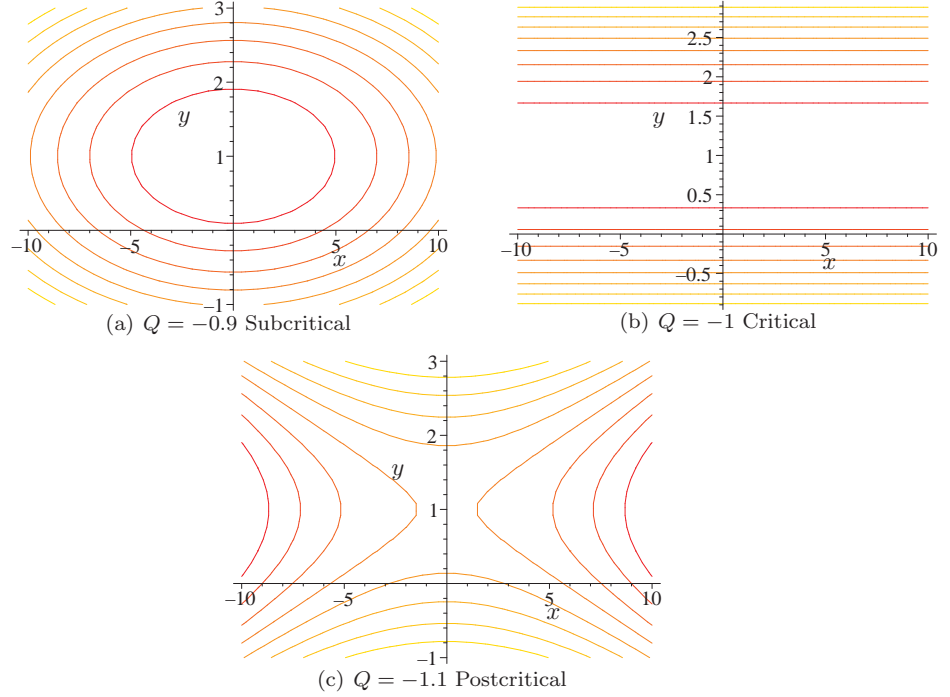 3
2
y
1
−10
−5
5
10
x
−1
(a) Q = −0.9 Subcritical
2.5
2
1.5
y
1
0.5
−10
−5
5
10
x
−0.5
(b) Q = −1 Critical
3
2
y
1
−10
−5
5
10
x
−1
(c) Q = −1.1 Postcritical